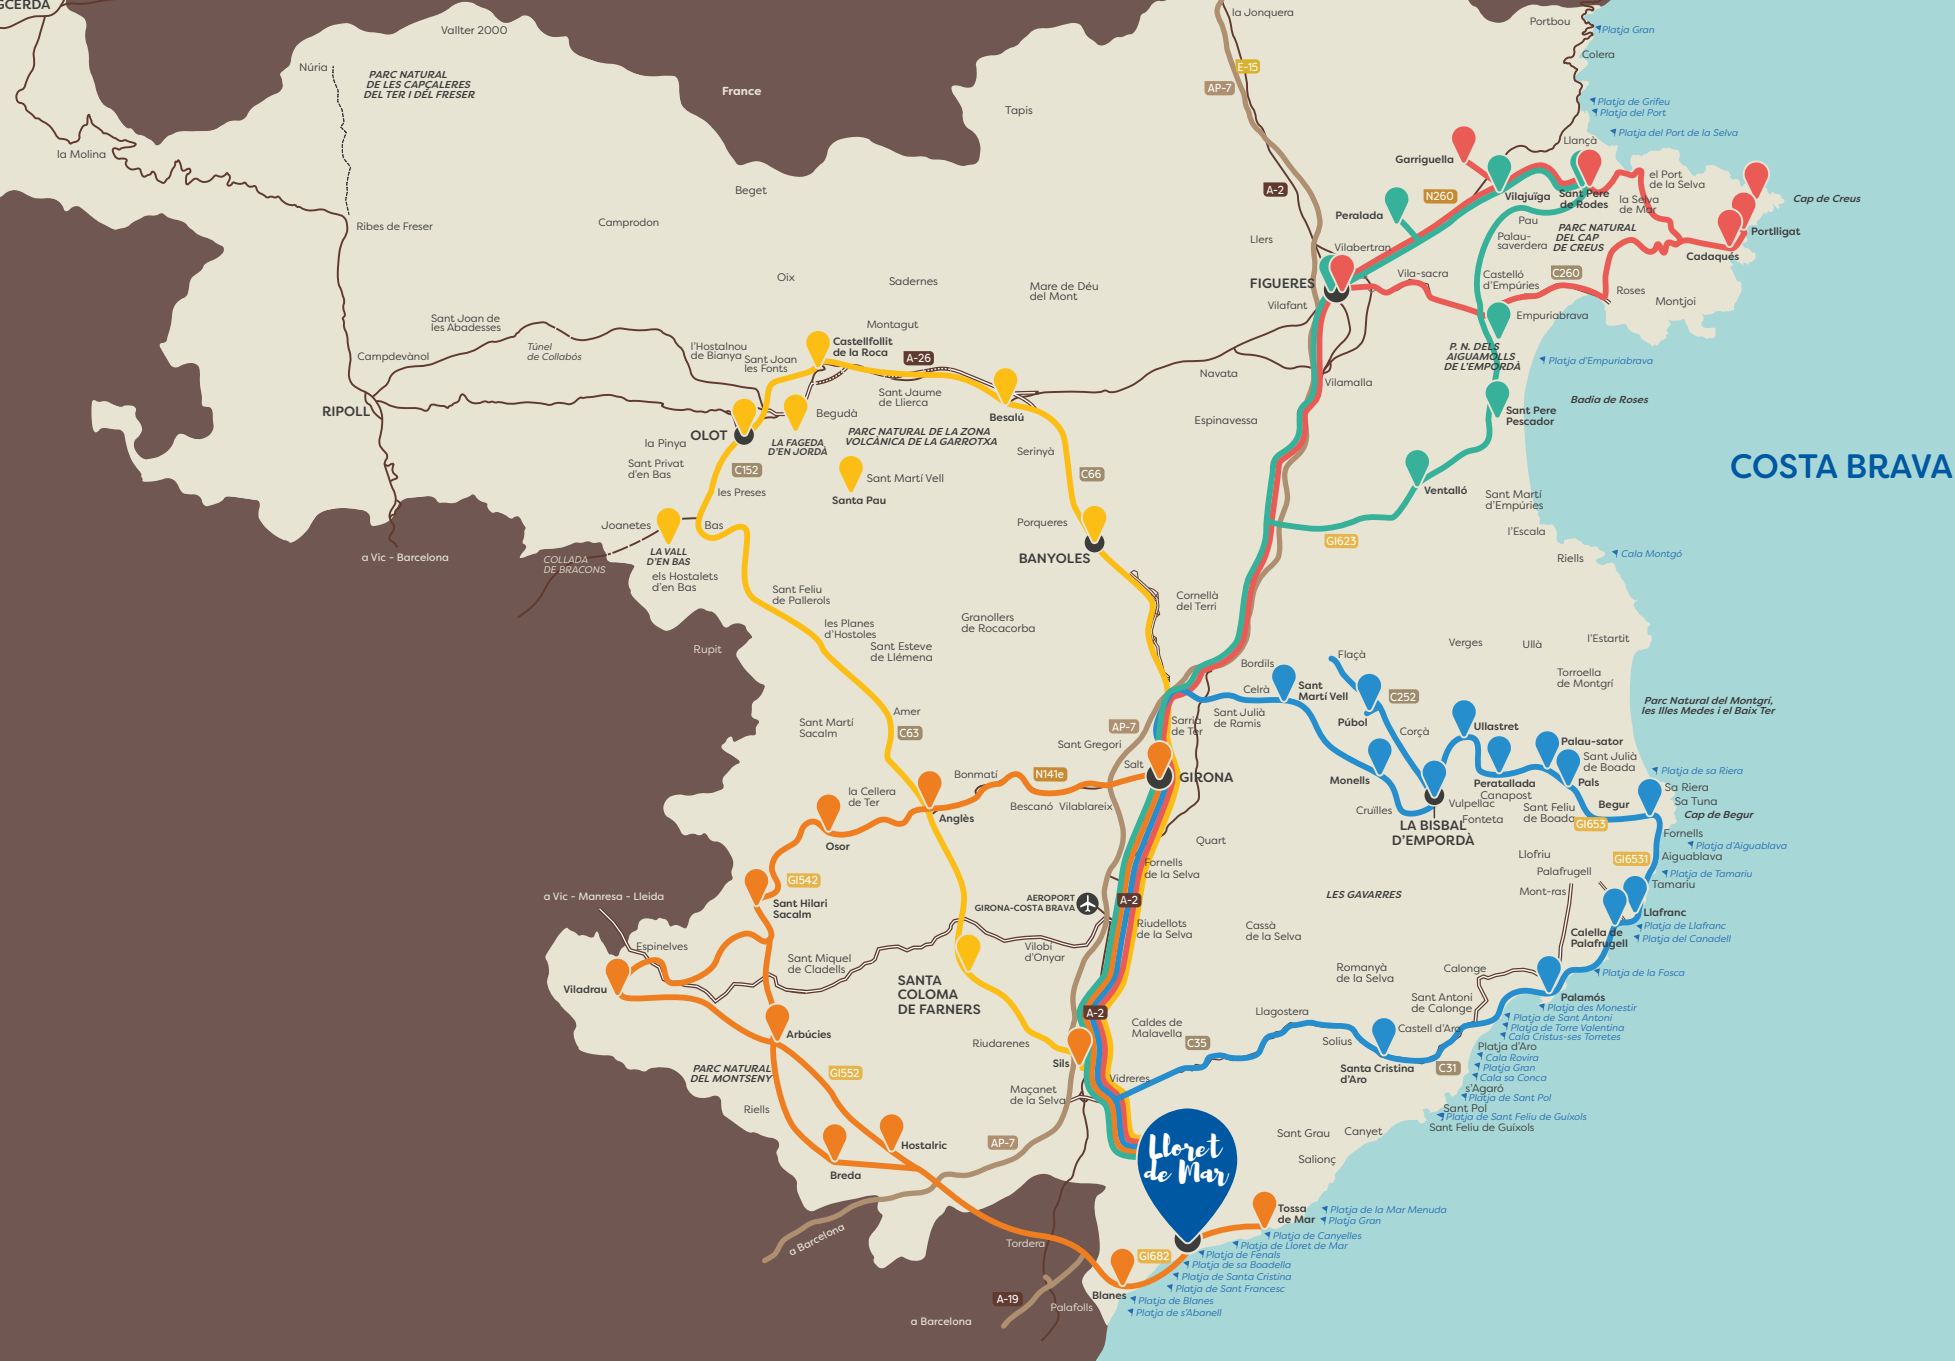 GCERDÀ
Vallter 2000
la Jonquera
Portbou
Platja Gran
Colera
Núria
PARC NATURAL
DE LES CAPÇALERES
DEL TER I DEL FRESER
France
E-15
AP-7
Tapis
Platja de Grifeu
Platja del Port
Platja del Port de la Selva
Llançà
la Molina
Garriguella
Beget
A-2
N260
Vilajuïga
Sant Pere
de Rodes
el Port
de la Selva
la Selva
de Mar
Cap de Creus
Peralada
Pau
Ribes de Freser
Camprodon
Llers
Vilabertran
Palau-
saverdera
PARC NATURAL
DEL CAP
DE CREUS
Portlligat
Cadaqués
Oix
Sadernes
Mare de Déu
del Mont
FIGUERES
Vila-sacra
Castelló
d'Empúries
C260
Roses
Montjoi
Vilafant
Empuriabrava
Sant Joan de
les Abadesses
Montagut
Túnel
de Collabós
l'Hostalnou
de Bianya
Castellfollit
de la Roca
Campdevànol
Sant Joan
les Fonts
A-26
P. N. DELS
AIGUAMOLLS
DE L'EMPORDÀ
Platja d'Empuriabrava
Navata
Vilamalla
Sant Jaume
de Llierca
Besalú
Badia de Roses
RIPOLL
Begudà
Sant Pere
Pescador
Espinavessa
OLOT
la Pinya
LA FAGEDA
D'EN JORDÀ
PARC NATURAL DE LA ZONA
VOLCÀNICA DE LA GARROTXA
Serinyà
COSTA BRAVA
Sant Privat
d'en Bas
C152
Sant Martí Vell
C66
les Preses
Santa Pau
Ventalló
Sant Martí
d'Empúries
Joanetes
Bas
Porqueres
l'Escala
GI623
a Vic - Barcelona
COLLADA
DE BRACONS
LA VALL
D'EN BAS
BANYOLES
Riells
Cala Montgó
els Hostalets
d'en Bas
Sant Feliu
de Pallerols
Cornellà
del Terri
les Planes
d'Hostoles
Granollers
de Rocacorba
Rupit
Sant Esteve
de Llémena
Verges
Ullà
l'Estartit
Bordils
Flaçà
Torroella
de Montgrí
Celrà
Sant
Martí Vell
C252
Parc Natural del Montgrí,
les Illes Medes i el Baix Ter
Amer
Sant Martí
Sacalm
C63
AP-7
Sarrià
de Ter
Sant Julià
de Ramis
Púbol
Corçà
Ullastret
Sant Gregori
Palau-sator
Sant Julià
de Boada
Salt
GIRONA
Monells
Peratallada
Canapost
Pals
Platja de sa Riera
Bonmatí
N141e
la Cellera
de Ter
Bescanó
Vilablareix
Cruïlles
Vulpellac
Fonteta
Sant Feliu
de Boada
Begur
Sa Riera
Sa Tuna
Cap de Begur
Anglès
LA BISBAL
D'EMPORDÀ
GI653
Osor
Quart
Fornells
Platja d'Aiguablava
Llofriu
GI6531
Aiguablava
Fornells
de la Selva
Palafrugell
Platja de Tamariu
Tamariu
GI542
Mont-ras
a Vic - Manresa - Lleida
Sant Hilari
Sacalm
AEROPORT
GIRONA-COSTA BRAVA
A-2
LES GAVARRES
Llafranc
Platja de Llafranc
Platja del Canadell
Riudellots
de la Selva
Cassà
de la Selva
Calella de
Palafrugell
Espinelves
Vilobí
d'Onyar
Sant Miquel
de Cladells
Romanyà
de la Selva
Calonge
Platja de la Fosca
Viladrau
SANTA
COLOMA
DE FARNERS
Palamós
Sant Antoni
de Calonge
Platja des Monestir
Platja de Sant Antoni
Platja de Torre Valentina
Cala Cristus-ses Torretes
Arbúcies
A-2
Caldes de
Malavella
Llagostera
Castell d'Aro
Riudarenes
C35
Solius
Platja d'Aro
Cala Rovira
Platja Gran
Cala sa Conca
Sils
PARC NATURAL
DEL MONTSENY
GI552
Vidreres
Santa Cristina
d'Aro
C31
s'Agaró
Platja de Sant Pol
Riells
Maçanet
de la Selva
Sant Pol
Platja de Sant Feliu de Guíxols
Sant Feliu de Guíxols
Hostalric
AP-7
Sant Grau
Canyet
Lloret
de Mar
Salionç
Breda
Tossa
de Mar
Platja de la Mar Menuda
Platja Gran
a Barcelona
Tordera
Platja de Canyelles
Platja de Lloret de Mar
GI682
Platja de Fenals
Platja de sa Boadella
Platja de Santa Cristina
Platja de Sant Francesc
Blanes
Platja de Blanes
Platja de s'Abanell
A-19
Palafolls
a Barcelona